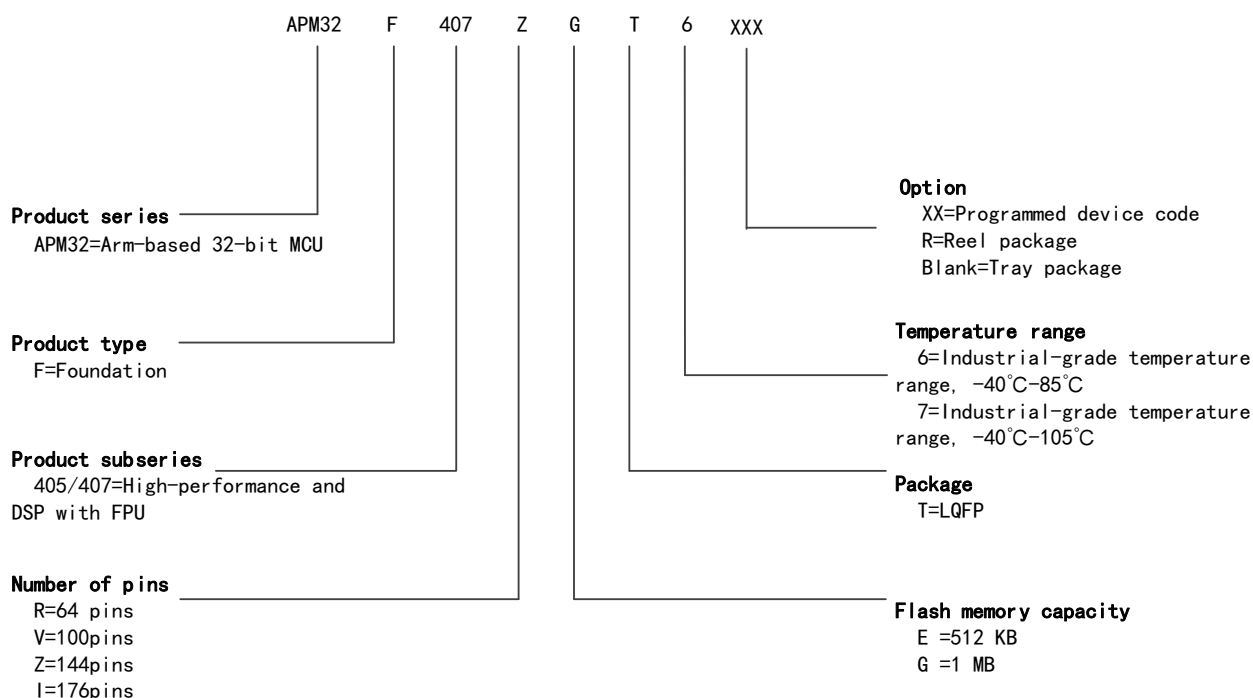 APM32 F 407 Z G T 6 XXX
Product series
APM32=Arm-based 32-bit MCU
Product type
F=Foundation
Product subseries
405/407=High-performance and
DSP with FPU
Number of pins
R=64 pins
V=100pins
Z=144pins
I=176pins
Option
XX=Programmed device code
R=Reel package
Blank=Tray package
Temperature range
6=Industrial-grade temperature
range, -40℃-85℃
7=Industrial-grade temperature
range, -40℃-105℃
Package
T=LQFP
Flash memory capacity
E =512 KB
G =1 MB